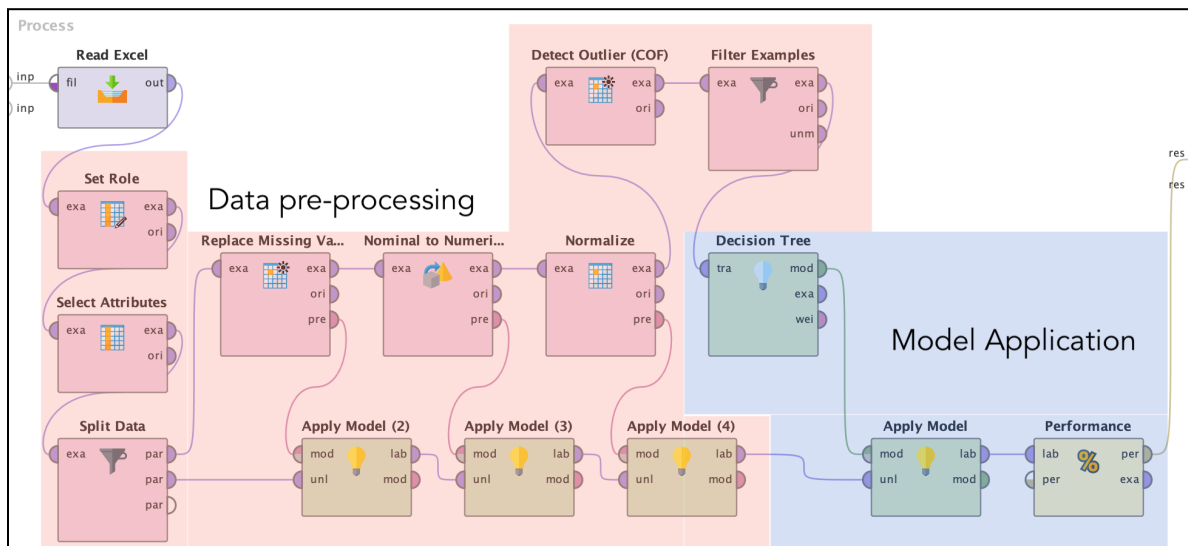 Process
Read Excel
inp
fil
out
inp
Detect Outlier (COF)
exa
exa
ori
Filter Examples
exa
exa
ori
unm
res
res
Set Role
exa
exa
ori
Data pre-processing
Replace Missing Va...
exa
exa
ori
pre
Nominal to Numeri...
exa
exa
ori
pre
Normalize
exa
exa
ori
pre
Decision Tree
tra
mod
exa
wei
Model Application
Select Attributes
exa
exa
ori
Split Data
exa
par
par
par
Apply Model (2)
mod
lab
unl
mod
Apply Model (3)
mod
lab
unl
mod
Apply Model (4)
mod
lab
unl
mod
Apply Model
mod
lab
unl
mod
Performance
lab
per
per
exa
%